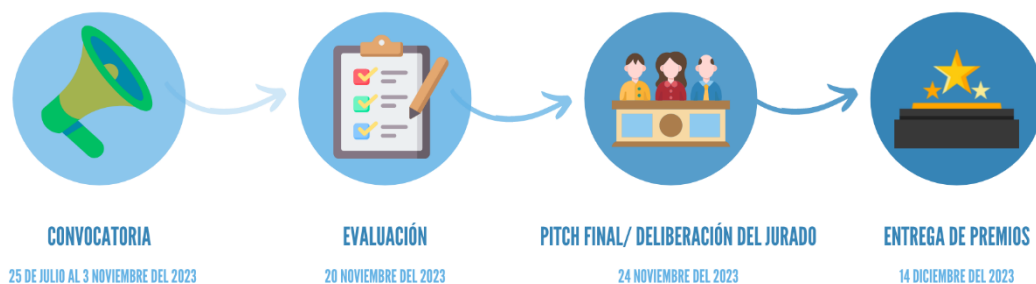 CONVOCATORIA
25 DE JULIO AL 3 NOVIEMBRE DEL 2023
EVALUACIÓN
20 NOVIEMBRE DEL 2023
PITCH FINAL/ DELIBERACIÓN DEL JURADO
24 NOVIEMBRE DEL 2023
ENTREGA DE PREMIOS
14 DICIEMBRE DEL 2023